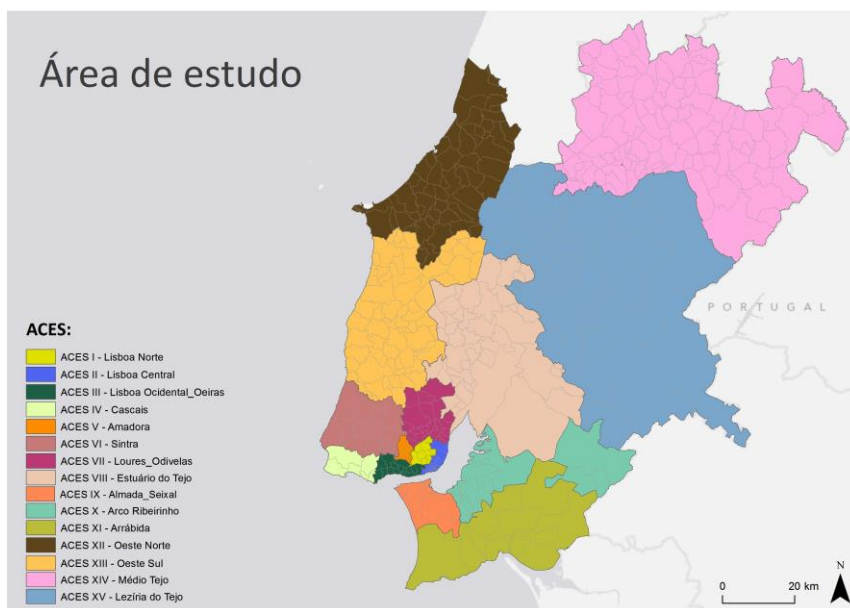 Área de estudo
PORTUGAL
ACES:
ACES I - Lisboa Norte
ACES II - Lisboa Central
ACES III - Lisboa Ocidental_Oeiras
ACES IV - Cascais
ACES V - Amadora
ACES VI - Sintra
ACES VII - Loures_Odivelas
ACES VIII - Estuário do Tejo
ACES IX - Almada_Seixal
ACES X - Arco Ribeirinho
ACES XI - Arrábida
ACES XII - Oeste Norte
ACES XIII - Oeste Sul
ACES XIV - Médio Tejo
ACES XV - Lezíria do Tejo
N
0 20 km